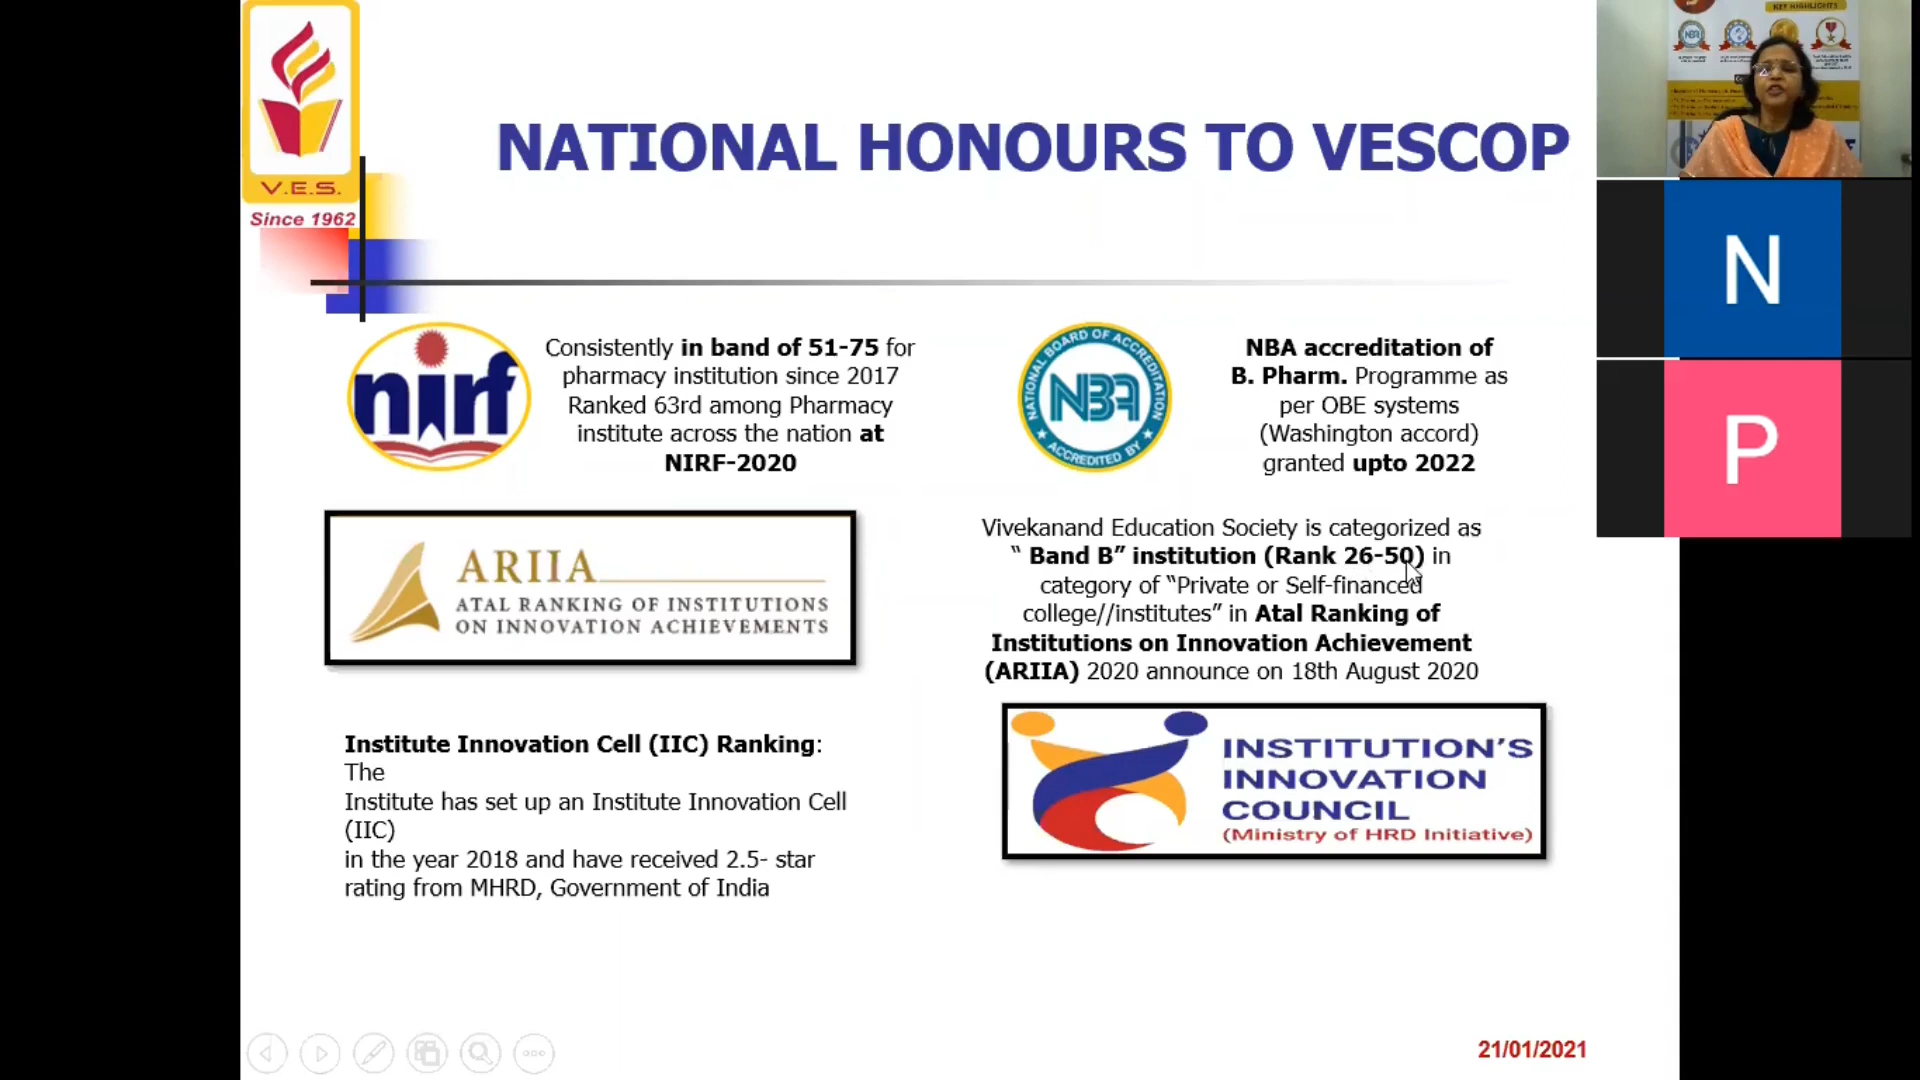 V.E.S.
Since 1962
NATIONAL HONOURS TO VESCOP
nirf
Consistently in band of 51-75 for
pharmacy institution since 2017
Ranked 63rd among Pharmacy
institute across the nation at
NIRF-2020
NATIONAL BOARD OF ACCREDITATION
NBA
ACCREDITED BY
NBA accreditation of
B. Pharm. Programme as
per OBE systems
(Washington accord)
granted upto 2022
ARIIA
ATAL RANKING OF INSTITUTIONS
ON INNOVATION ACHIEVEMENTS
Vivekanand Education Society is categorized as
“ Band B” institution (Rank 26-50) in
category of “Private or Self-financed
college//institutes” in Atal Ranking of
Institutions on Innovation Achievement
(ARIIA) 2020 announce on 18th August 2020
Institute Innovation Cell (IIC) Ranking:
The
Institute has set up an Institute Innovation Cell
(IIC)
in the year 2018 and have received 2.5- star
rating from MHRD, Government of India
INSTITUTION’S
INNOVATION
COUNCIL
(Ministry of HRD Initiative)
21/01/2021
KEY HIGHLIGHTS
NBA
N
P